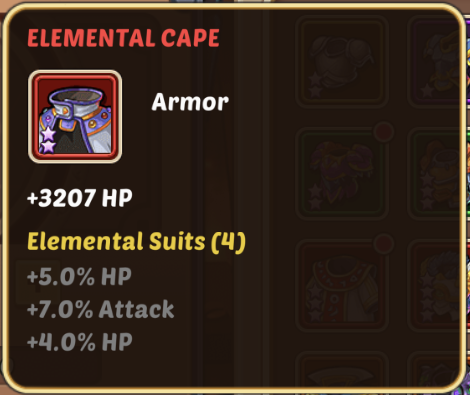 ELEMENTAL CAPE
Armor
+3207 HP
Elemental Suits (4)
+5.0% HP
+7.0% Attack
+4.0% HP